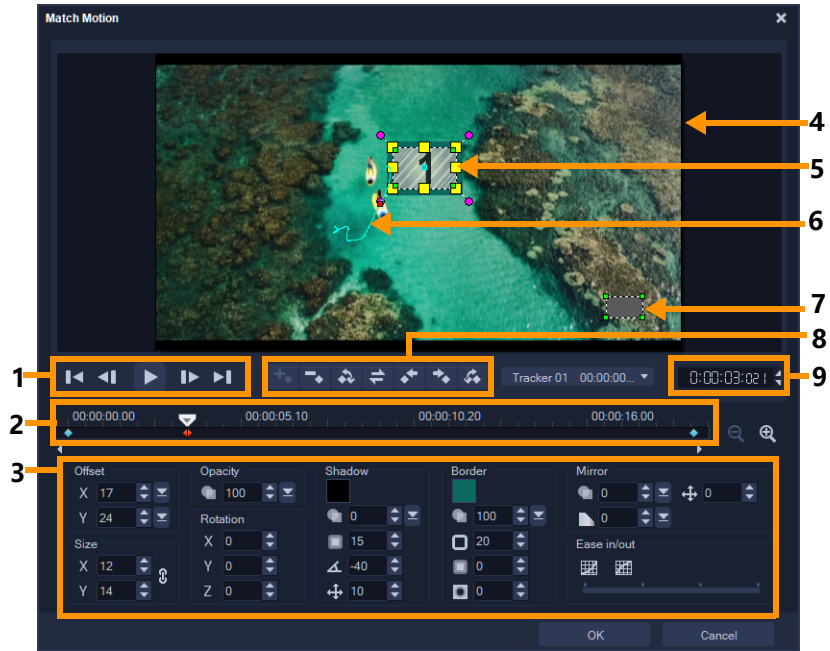 Match Motion
4
5
1
6
7
8
1
Tracker 01 00:00:00...
0:00:03:021
9
2
00:00:00.00 00:00:05.10 00:00:10.20 00:00:16.00
3
Offset Opacity Shadow Border Mirror
X 17 100 0 0
Y 24 0 100 0
Rotation
Size X 0 15 20 Ease in/out
X 12 Y 0 -40 0
Y 14 Z 0 10 0
OK Cancel